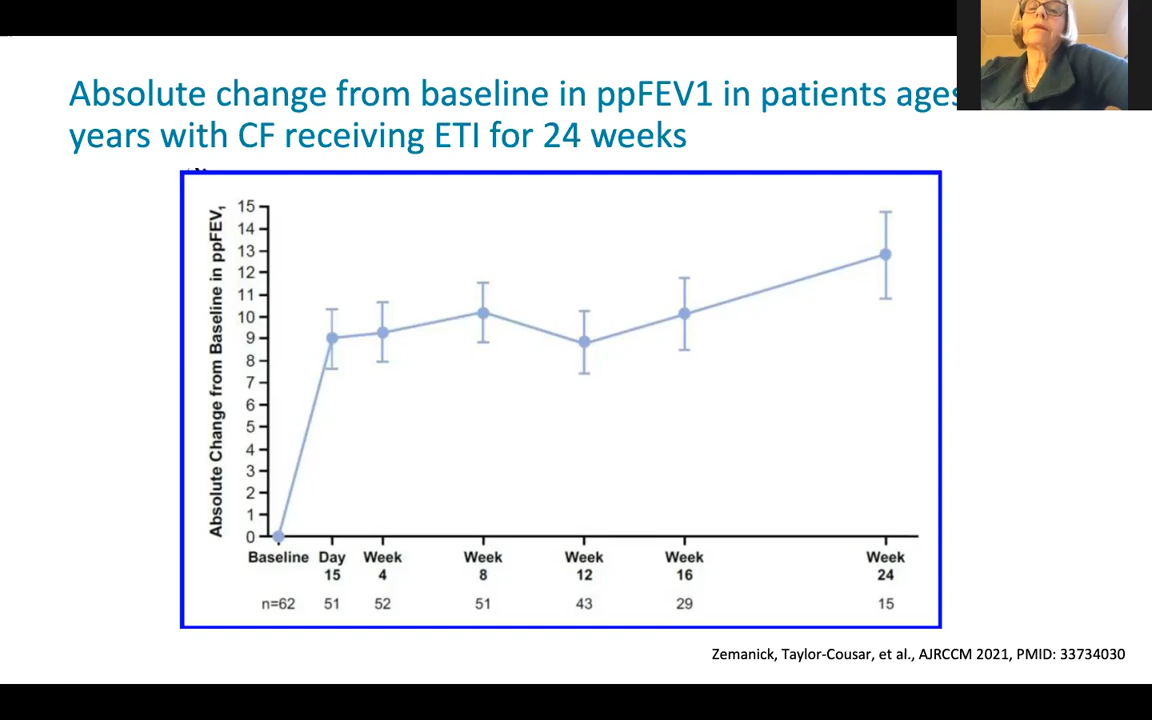 Absolute change from baseline in ppFEV1 in patients ages
years with CF receiving ETI for 24 weeks
Absolute Change from Baseline in ppFEV₁
15
14
13
12
11
10
9
8
7
6
5
4
3
2
1
0
Baseline Day Week Week Week Week Week
15 4 8 12 16 24
n=62 51 52 51 43 29 15
Zemanick, Taylor-Cousar, et al., AJRCCM 2021, PMID: 33734030